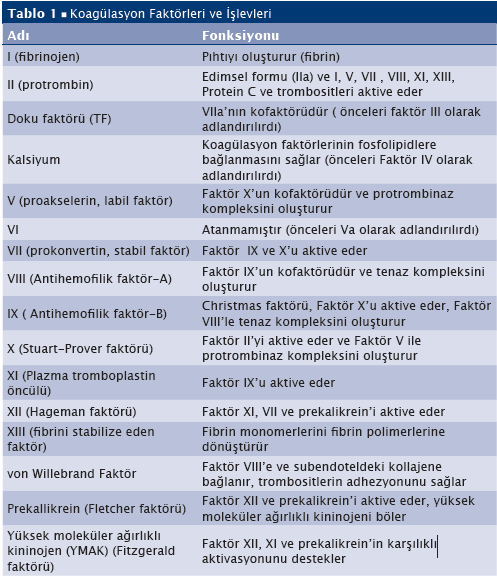 Tablo 1 ■ Koagülasyon Faktörleri ve İşlevleri
Adı Fonksiyonu
I (fibrinojen) Pıhtıyı oluşturur (fibrin)
II (protrombin) Edimsel formu (IIa) ve I, V, VII , VIII, XI, XIII,
Protein C ve trombositleri aktive eder
Doku faktörü (TF) VIIa’nın kofaktörüdür ( önceleri faktör III olarak
adlandırılırdı)
Kalsiyum Koagülasyon faktörlerinin fosfolipidlere
bağlanmasını sağlar (önceleri Faktör IV olarak
adlandırılırdı)
V (proakselerin, labil faktör) Faktör X’un kofaktörüdür ve protrombinaz
kompleksini oluşturur
VI Atanmamıştır (önceleri Va olarak adlandırılırdı)
VII (prokonvertin, stabil faktör) Faktör IX ve X’u aktive eder
VIII (Antihemofilik faktör-A) Faktör IX’un kofaktörüdür ve tenaz kompleksini
oluşturur
IX ( Antihemofilik faktör-B) Christmas faktörü, Faktör X’u aktive eder, Faktör
VIII’le tenaz kompleksini oluşturur
X (Stuart-Prover faktörü) Faktör II’yi aktive eder ve Faktör V ile
protrombinaz kompleksini oluşturur
XI (Plazma tromboplastin
öncülü) Faktör IX’u aktive eder
XII (Hageman faktörü) Faktör XI, VII ve prekalikrein’i aktive eder
XIII (fibrini stabilize eden
faktör) Fibrin monomerlerini fibrin polimerlerine
dönüştürür
von Willebrand Faktör Faktör VIII’e ve subendoteldeki kollajene
bağlanır, trombositlerin adhezyonunu sağlar
Prekallikrein (Fletcher faktörü) Faktör XII ve prekalikrein’i aktive eder, yüksek
moleküler ağırlıklı kininojeni böler
Yüksek moleküler ağırlıklı
kininojen (YMAK) (Fitzgerald
faktörü) Faktör XII, XI ve prekalikrein’in karşılıklı
aktivasyonunu destekler